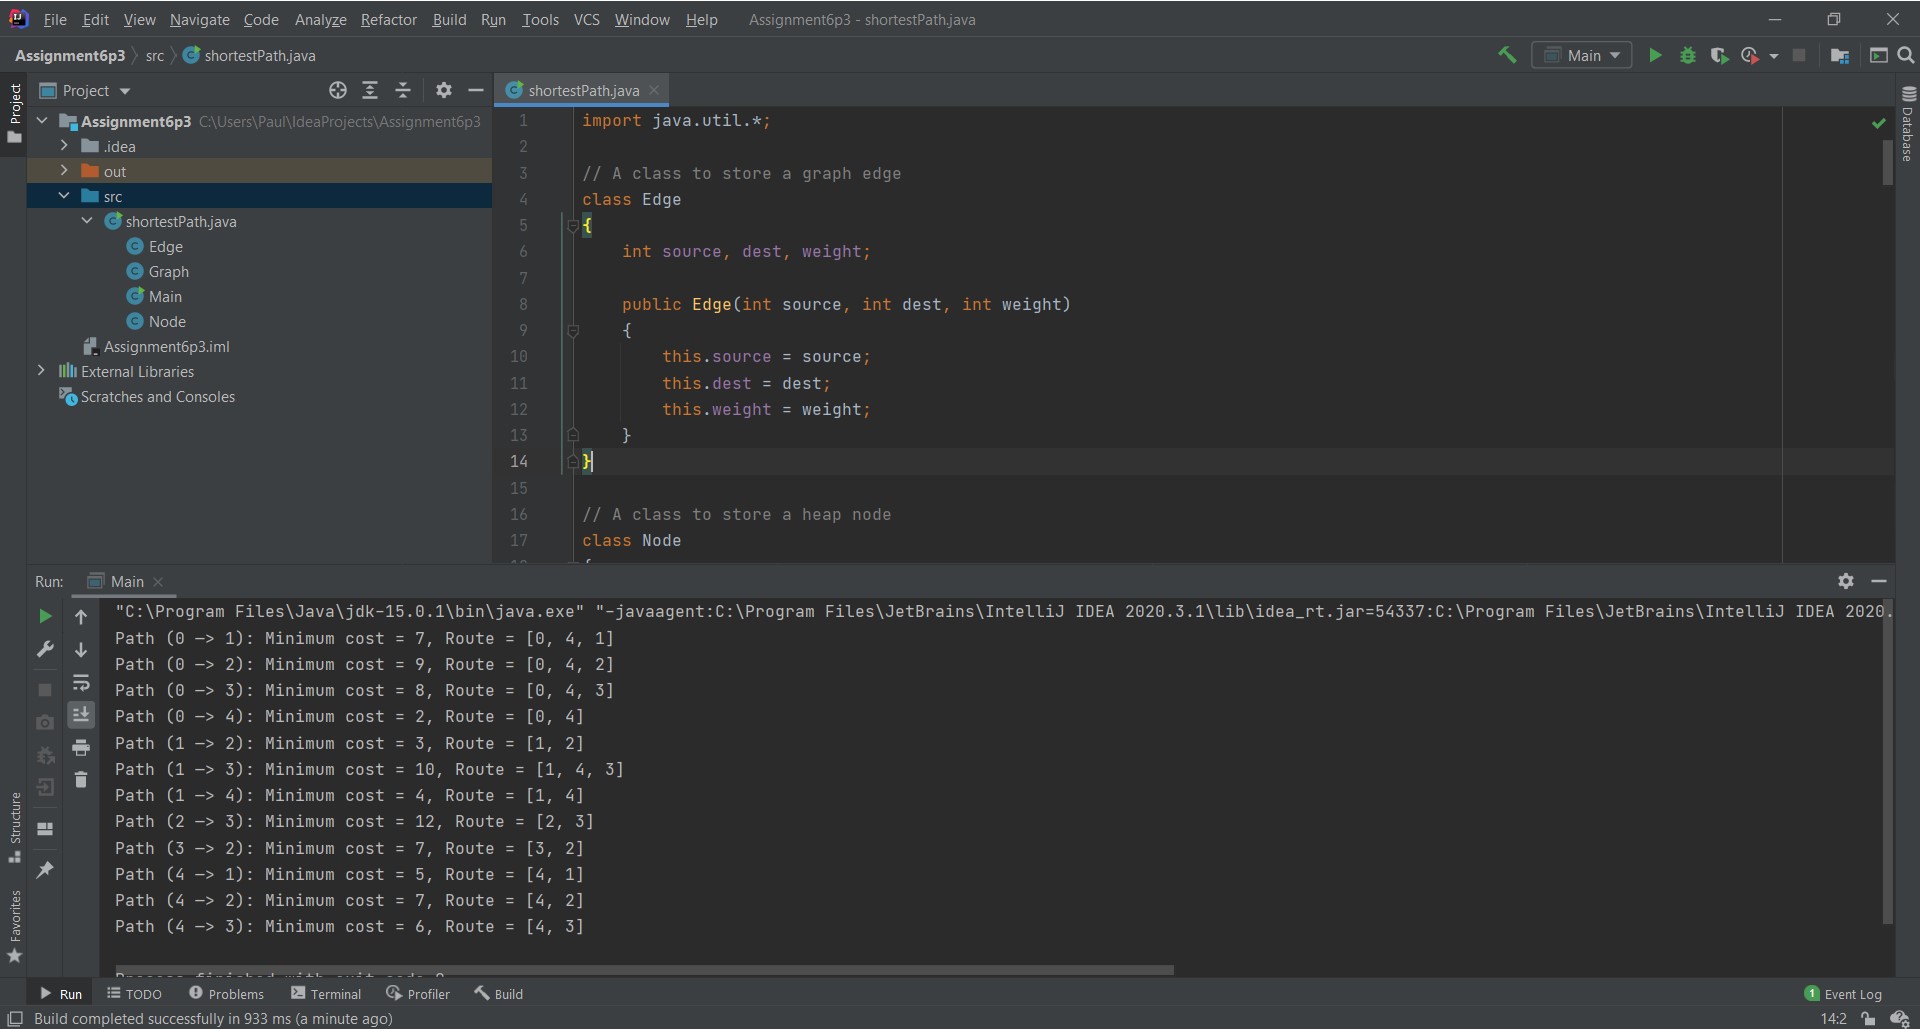 File Edit View Navigate Code Analyze Refactor Build Run Tools VCS Window Help Assignment6p3 - shortestPath.java
Assignment6p3 src shortestPath.java Main
Project
Project
shortestPath.java
Assignment6p3 C:\Users\Paul\IdeaProjects\Assignment6p3
.idea
out
src
shortestPath.java
Edge
Graph
Main
Node
Assignment6p3.iml
External Libraries
Scratches and Consoles
1 import java.util.*;
2
3 // A class to store a graph edge
4 class Edge
5 {
6 int source, dest, weight;
7
8 public Edge(int source, int dest, int weight)
9 {
10 this.source = source;
11 this.dest = dest;
12 this.weight = weight;
13 }
14 }
15
16 // A class to store a heap node
17 class Node
Database
Run: Main
"C:\Program Files\Java\jdk-15.0.1\bin\java.exe" "-javaagent:C:\Program Files\JetBrains\IntelliJ IDEA 2020.3.1\lib\idea_rt.jar=54337:C:\Program Files\JetBrains\IntelliJ IDEA 2020.
Path (0 —> 1): Minimum cost = 7, Route = [0, 4, 1]
Path (0 —> 2): Minimum cost = 9, Route = [0, 4, 2]
Path (0 —> 3): Minimum cost = 8, Route = [0, 4, 3]
Path (0 —> 4): Minimum cost = 2, Route = [0, 4]
Path (1 —> 2): Minimum cost = 3, Route = [1, 2]
Path (1 —> 3): Minimum cost = 10, Route = [1, 4, 3]
Path (1 —> 4): Minimum cost = 4, Route = [1, 4]
Path (2 —> 3): Minimum cost = 12, Route = [2, 3]
Path (3 —> 2): Minimum cost = 7, Route = [3, 2]
Path (4 —> 1): Minimum cost = 5, Route = [4, 1]
Path (4 —> 2): Minimum cost = 7, Route = [4, 2]
Path (4 —> 3): Minimum cost = 6, Route = [4, 3]
Structure
Favorites
Run TODO Problems Terminal Profiler Build 1 Event Log
Build completed successfully in 933 ms (a minute ago) 14:2